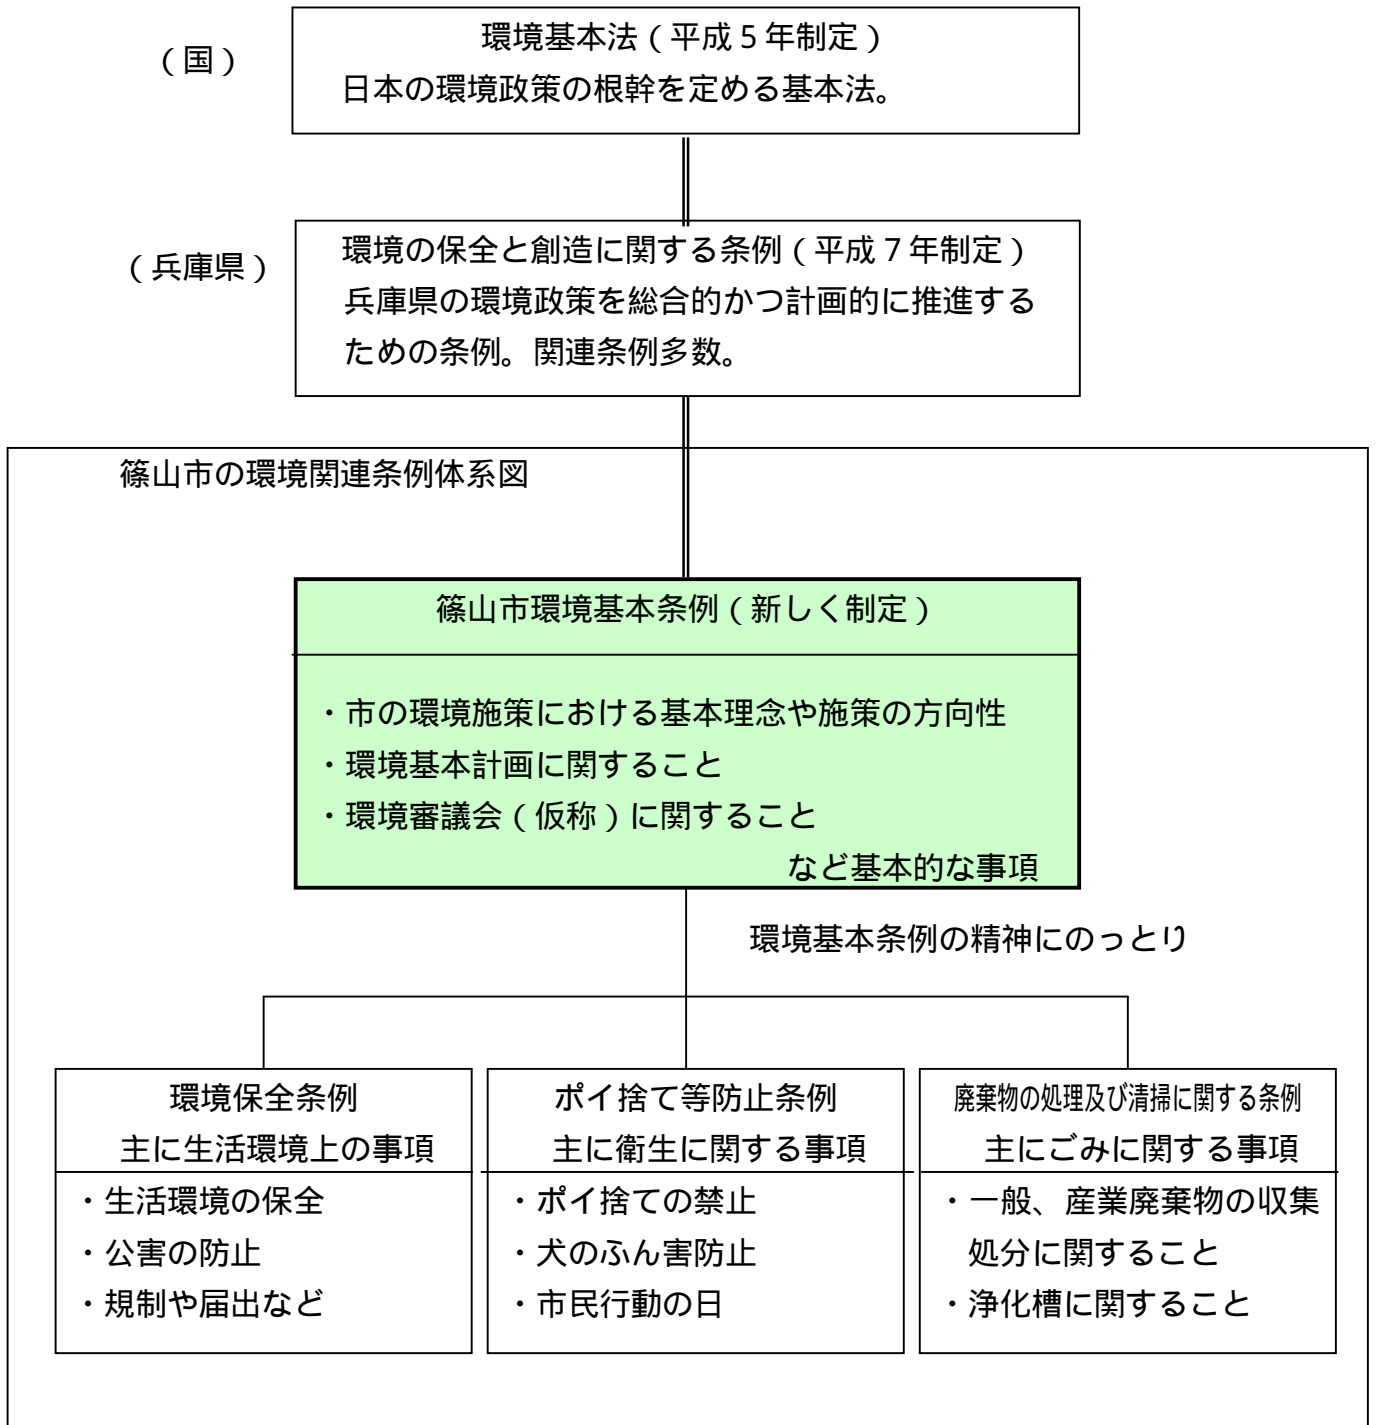 (国)
環境基本法(平成5年制定)
日本の環境政策の根幹を定める基本法。
(兵庫県)
環境の保全と創造に関する条例(平成7年制定)
兵庫県の環境政策を総合的かつ計画的に推進する
ための条例。関連条例多数。
篠山市の環境関連条例体系図
篠山市環境基本条例(新しく制定)
・市の環境施策における基本理念や施策の方向性
・環境基本計画に関すること
・環境審議会(仮称)に関すること
など基本的な事項
環境基本条例の精神にのっとり
環境保全条例
主に生活環境上の事項
・生活環境の保全
・公害の防止
・規制や届出など
ポイ捨て等防止条例
主に衛生に関する事項
・ポイ捨ての禁止
・犬のふん害防止
・市民行動の日
廃棄物の処理及び清掃に関する条例
主にごみに関する事項
・一般、産業廃棄物の収集
処分に関すること
・浄化槽に関すること